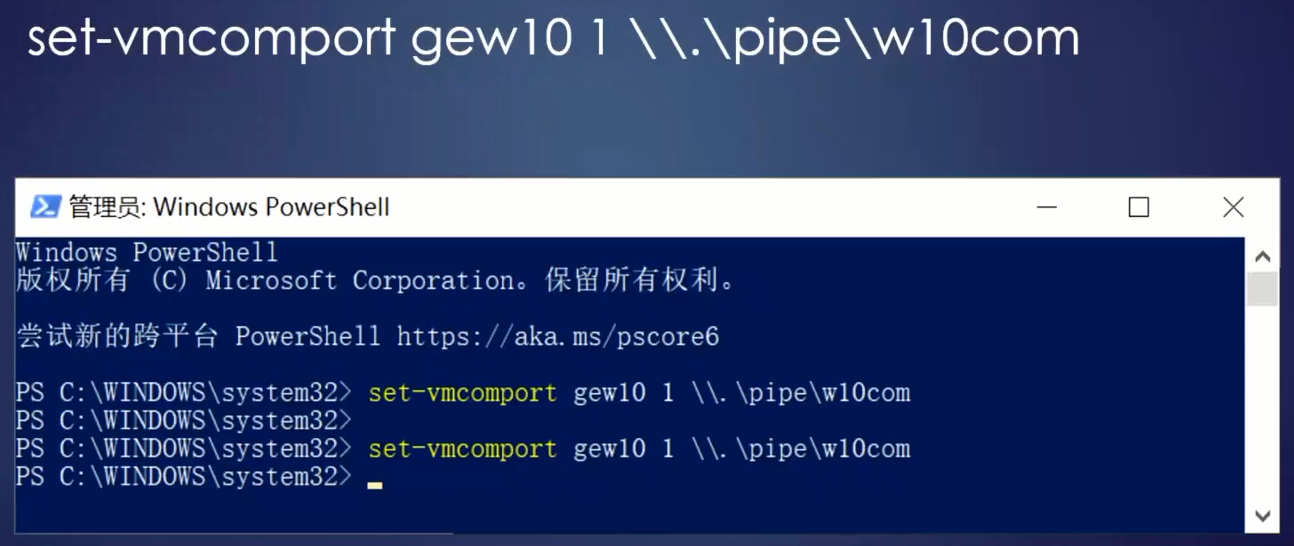 set-vmcomport gew10 1 \\.\pipe\w10com
管理员: Windows PowerShell
Windows PowerShell
版权所有 (C) Microsoft Corporation。保留所有权利。
尝试新的跨平台 PowerShell https://aka.ms/pscore6
PS C:\WINDOWS\system32> set-vmcomport gew10 1 \\.\pipe\w10com
PS C:\WINDOWS\system32>
PS C:\WINDOWS\system32> set-vmcomport gew10 1 \\.\pipe\w10com
PS C:\WINDOWS\system32>